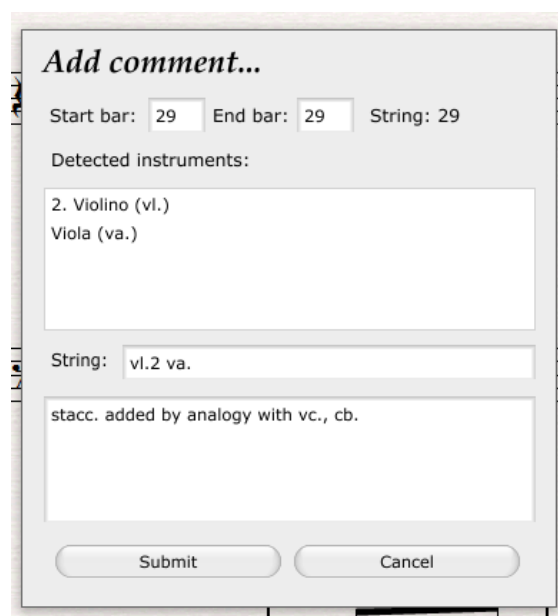 Add comment...
Start bar: 29 End bar: 29 String: 29
Detected instruments:
2. Violino (vl.)
Viola (va.)
String: vl.2 va.
stacc. added by analogy with vc., cb.
Submit Cancel